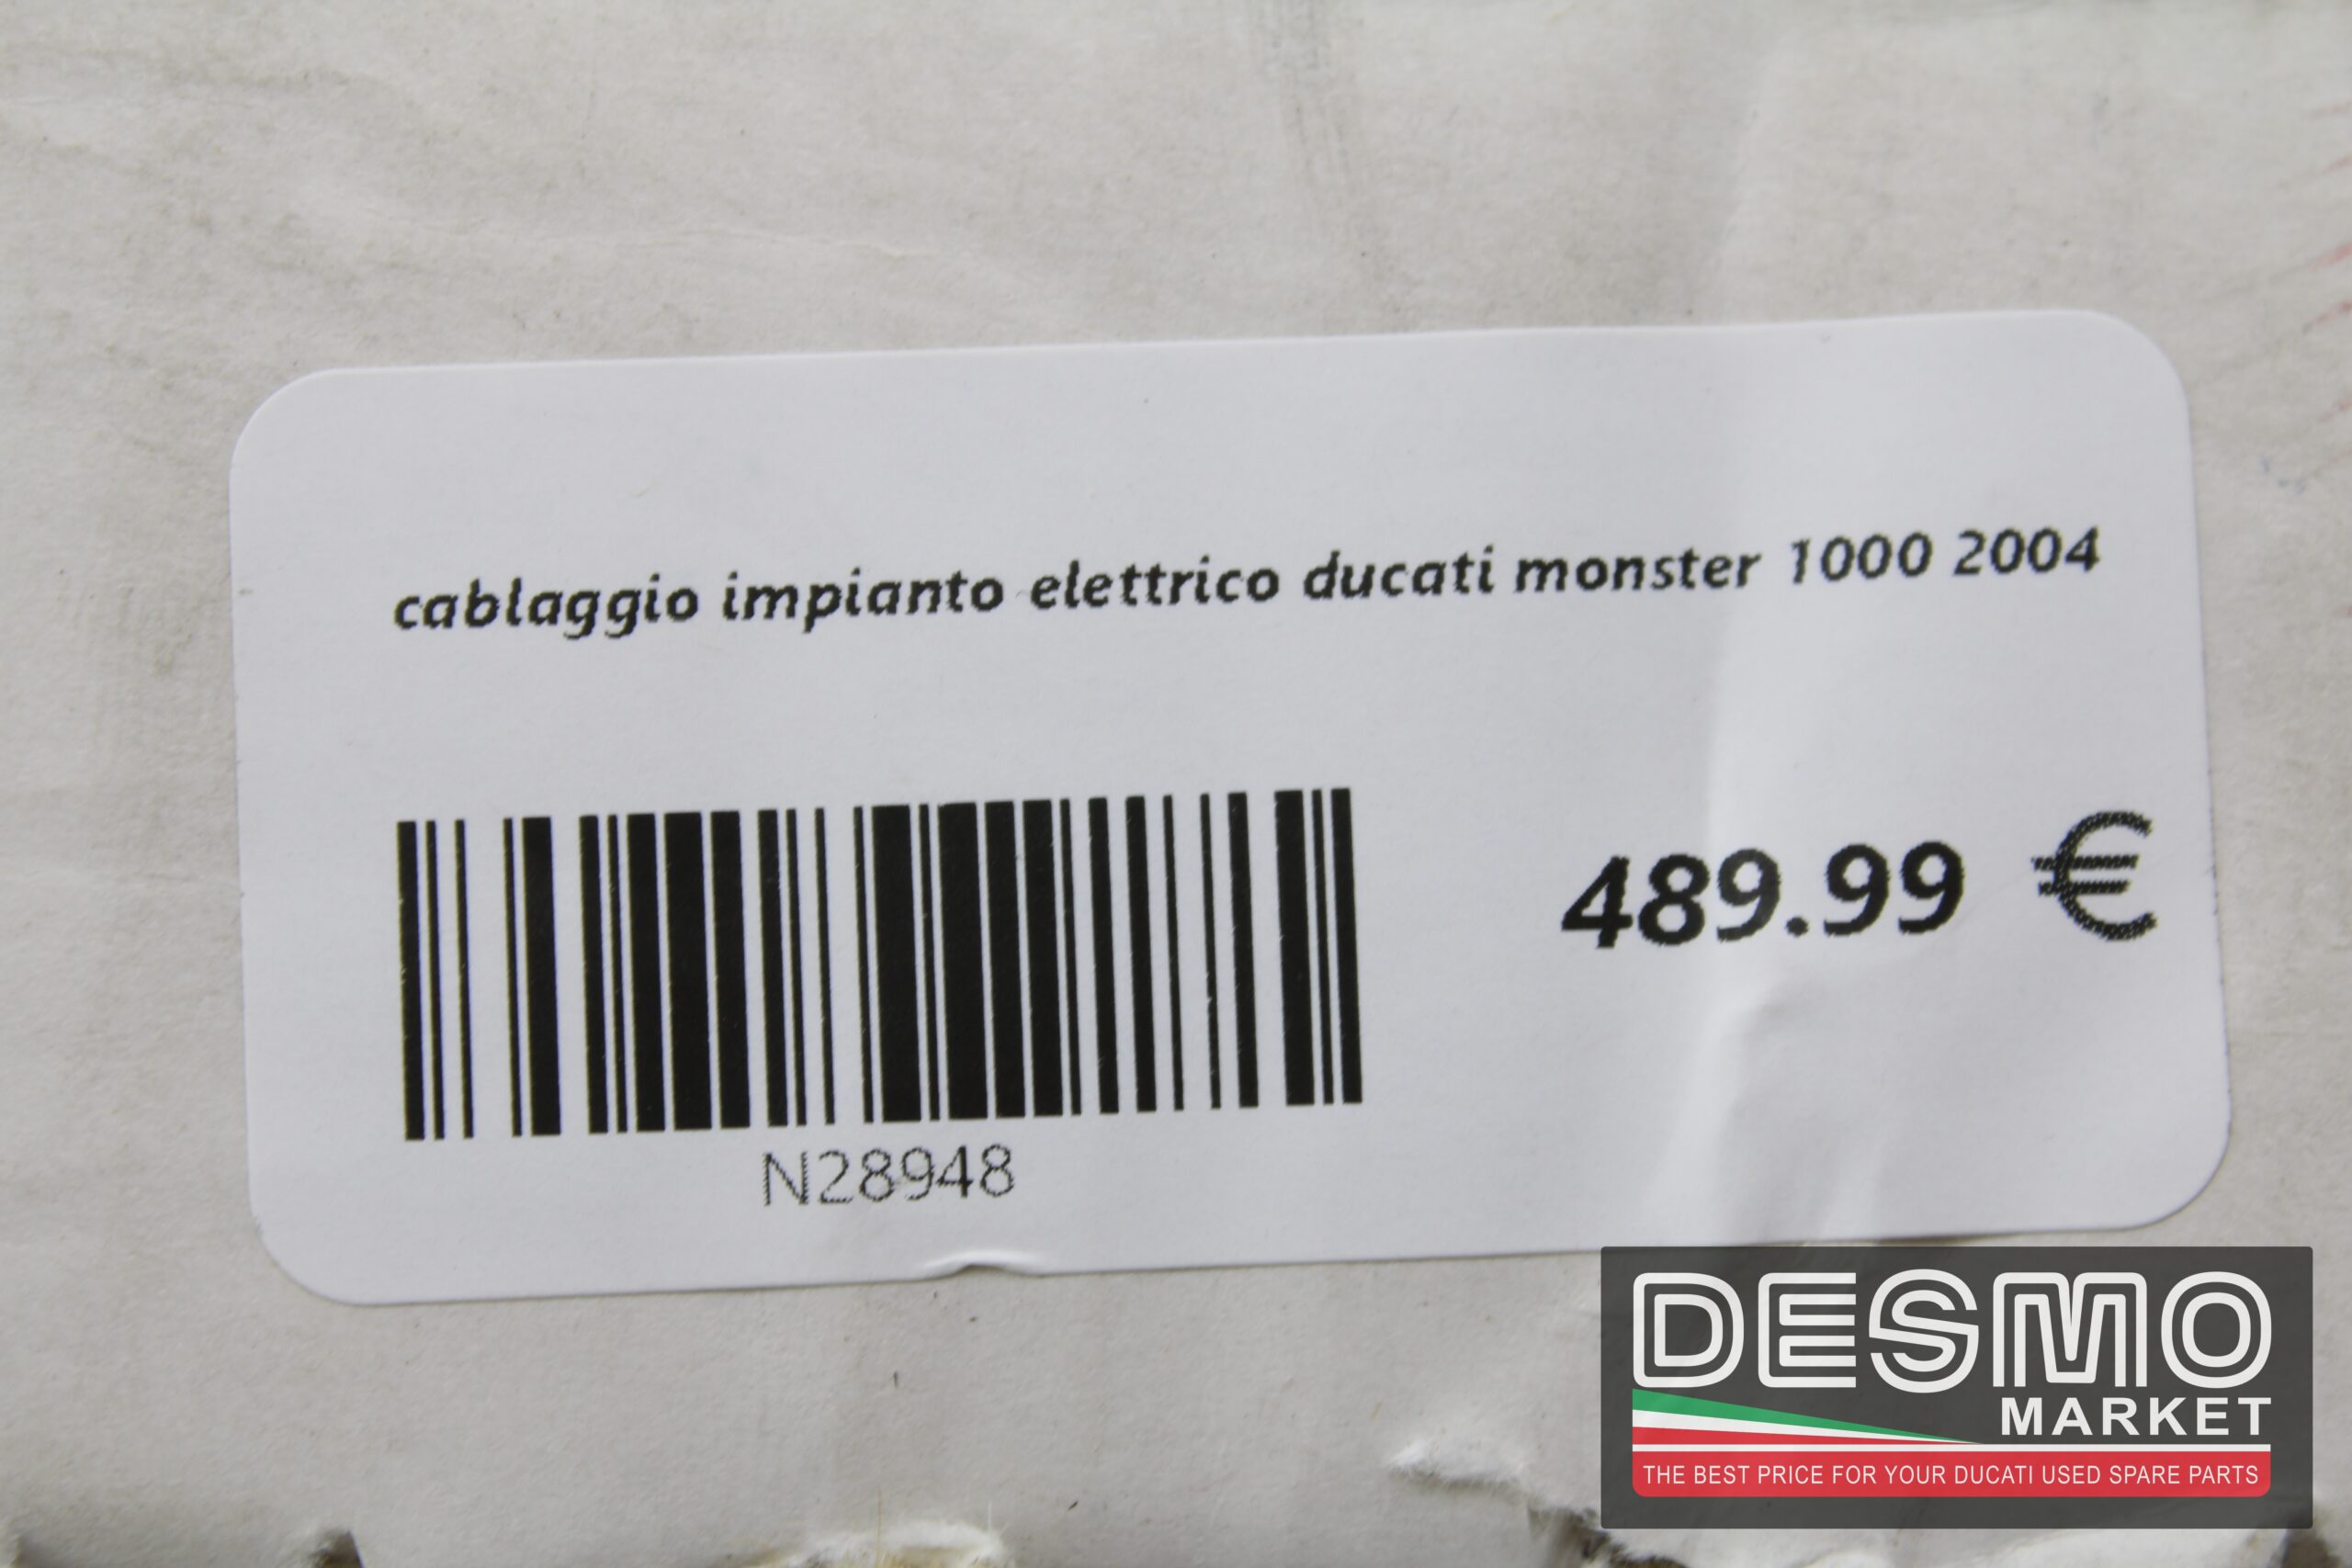 cablaggio impianto elettrico ducati monster 1000 2004
489.99 €
N28948
DESMO
MARKET
THE BEST PRICE FOR YOUR DUCATI USED SPARE PARTS